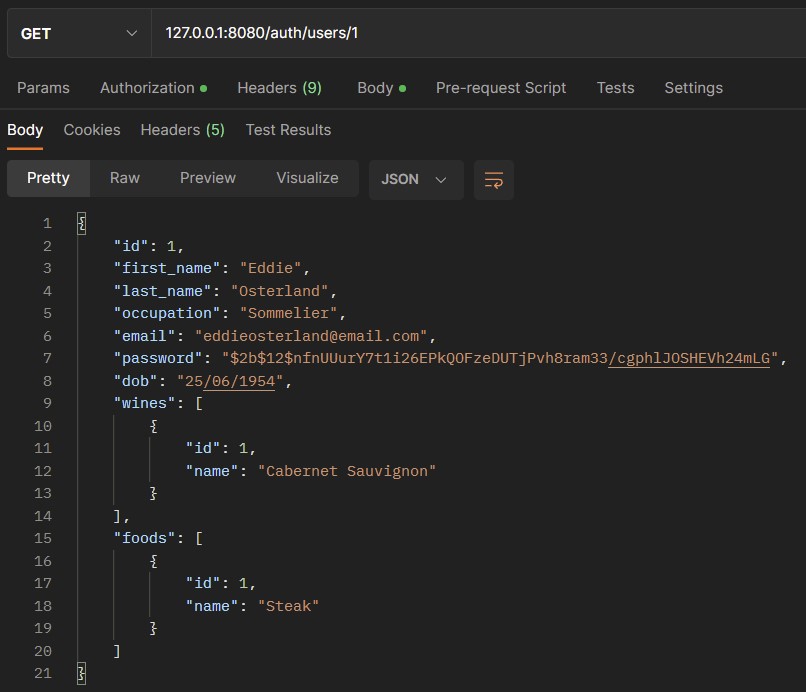 GET 127.0.0.1:8080/auth/users/1
Params Authorization Headers (9) Body Pre-request Script Tests Settings
Body Cookies Headers (5) Test Results
Pretty Raw Preview Visualize JSON
1 {
2 "id": 1,
3 "first_name": "Eddie",
4 "last_name": "Osterland",
5 "occupation": "Sommelier",
6 "email": "eddieosterland@email.com",
7 "password": "$2b$12$nfnUUurY7t1i26EPkQOFzeDUTjPvh8ram33/cgphlJOSHEVh24mLG",
8 "dob": "25/06/1954",
9 "wines": [
10 {
11 "id": 1,
12 "name": "Cabernet Sauvignon"
13 }
14 ],
15 "foods": [
16 {
17 "id": 1,
18 "name": "Steak"
19 }
20 ]
21 }